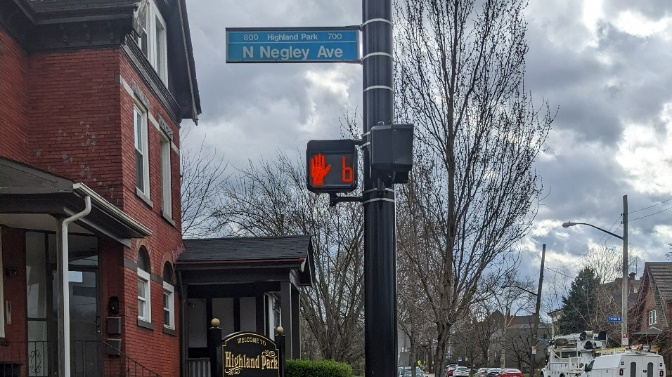 800 Highland Park 700
N Negley Ave
6
WELCOME TO
Highland Park